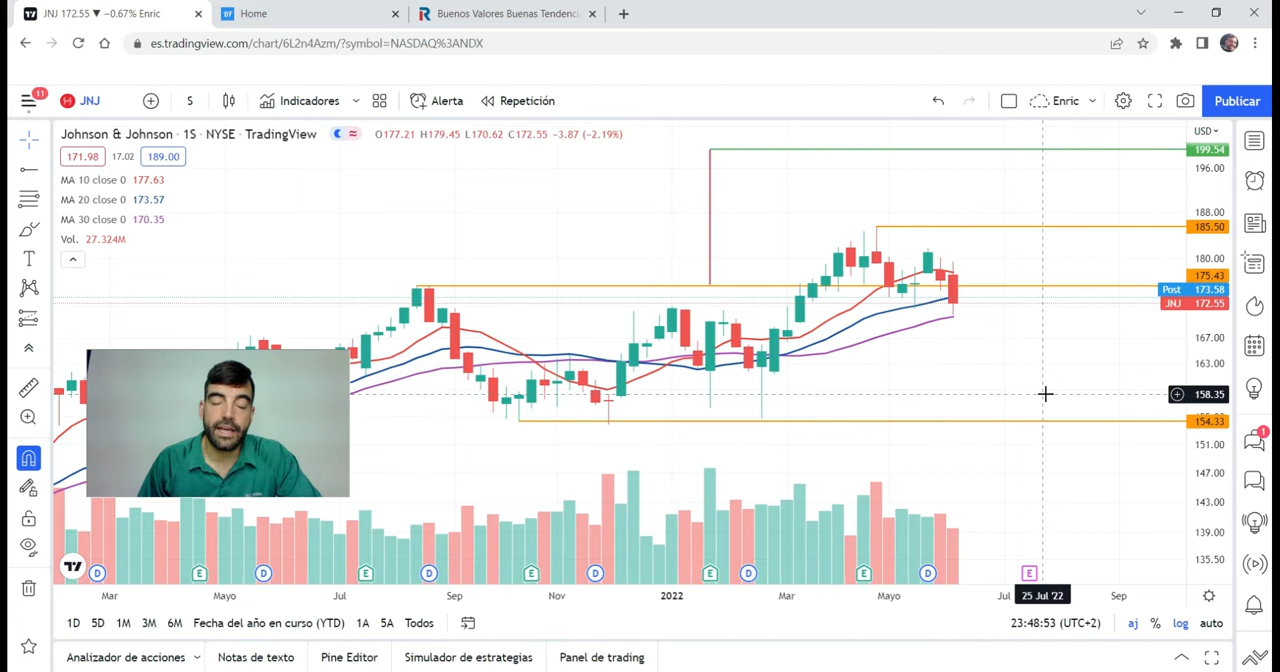 JNJ 172.55 ▼ −0.67% Enric
Home
Buenos Valores Buenas Tendenci
es.tradingview.com/chart/6L2n4Azm/?symbol=NASDAQ%3ANDX
11
JNJ
S
Indicadores
Alerta
Repetición
Enric
Publicar
Johnson & Johnson · 1S · NYSE · TradingView
O177.21 H179.45 L170.62 C172.55 −3.87 (−2.19%)
USD
171.98 17.02 189.00
MA 10 close 0 177.63
MA 20 close 0 173.57
MA 30 close 0 170.35
Vol. 27.324M
199.54
196.00
188.00
185.50
180.00
175.43
Post 173.58
JNJ 172.55
167.00
163.00
158.35
154.33
151.00
147.00
143.00
139.00
135.50
1
D E D E D E D E D E D E
Mar Mayo Jul Sep Nov 2022 Mar Mayo Jul 25 Jul '22 Sep
1D 5D 1M 3M 6M Fecha del año en curso (YTD) 1A 5A Todos
23:48:53 (UTC+2) aj % log auto
Analizador de acciones Notas de texto Pine Editor Simulador de estrategias Panel de trading